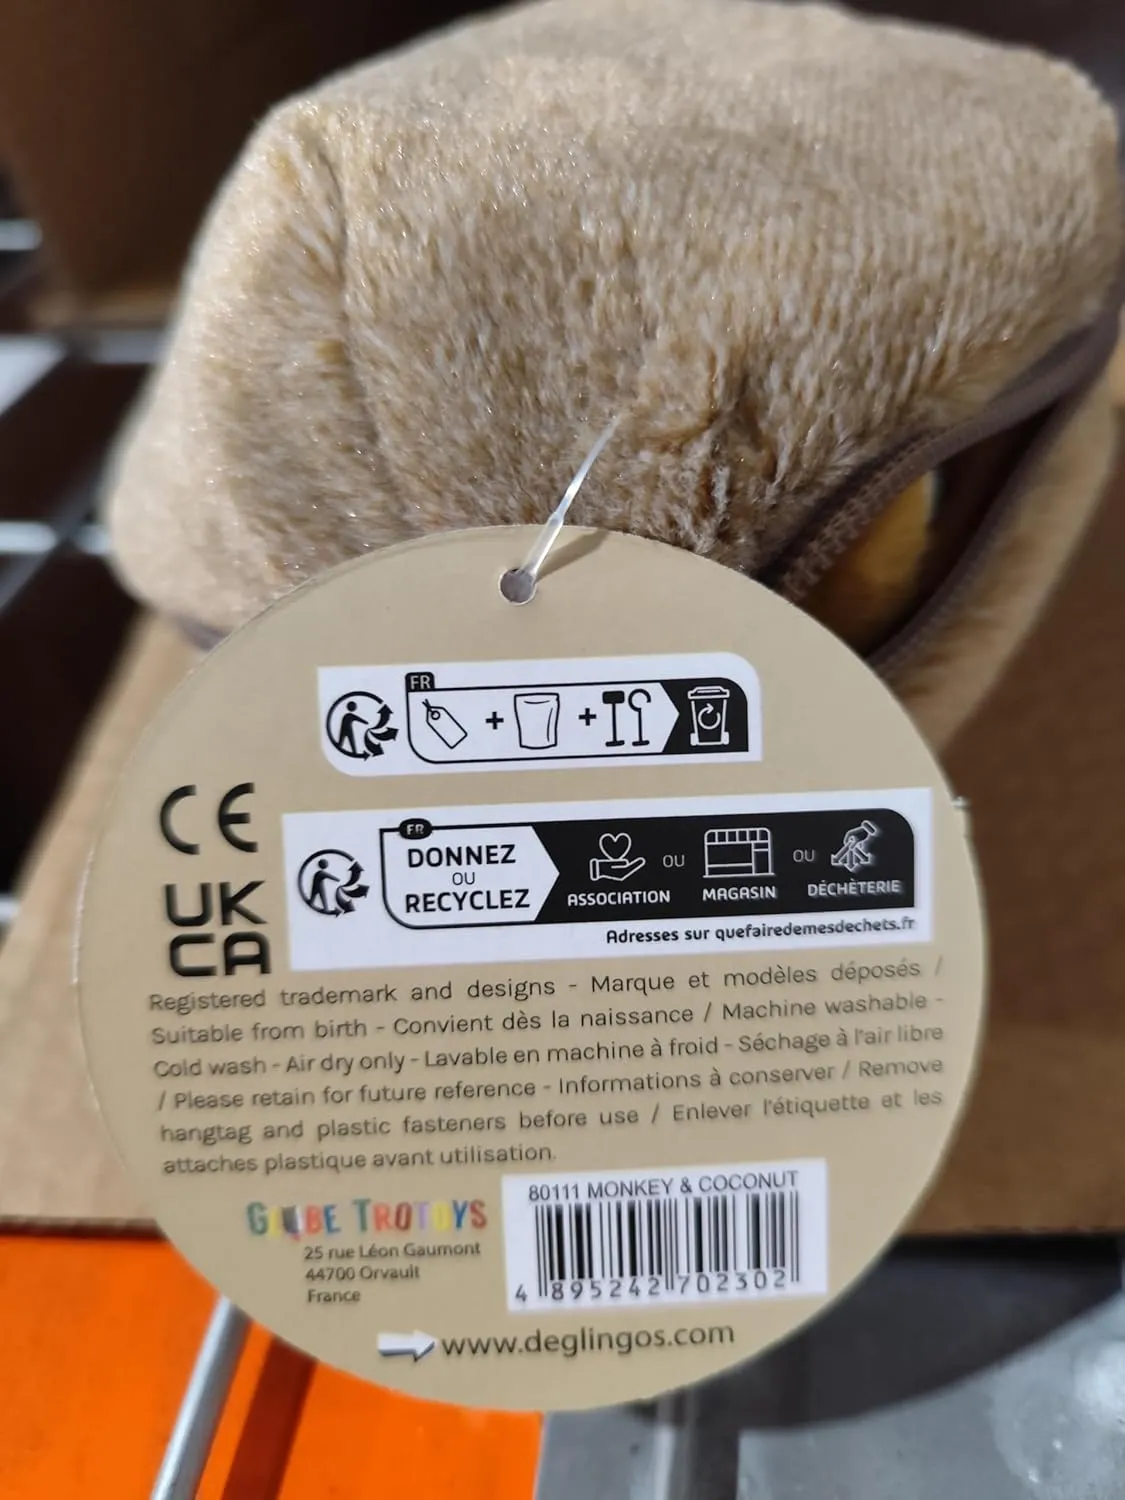 FR
+ +
CE
UK
CA
FR
DONNEZ
OU
RECYCLEZ
ASSOCIATION
OU
MAGASIN
OU
DÉCHÈTERIE
Adresses sur quefairedemesdechets.fr
Registered trademark and designs - Marque et modèles déposés /
Suitable from birth - Convient dès la naissance / Machine washable -
Cold wash - Air dry only - Lavable en machine à froid - Séchage à l'air libre
/ Please retain for future reference - Informations à conserver / Remove
hangtag and plastic fasteners before use / Enlever l'étiquette et les
attaches plastique avant utilisation.
GLOBE TROTOYS
25 rue Léon Gaumont
44700 Orvault
France
80111 MONKEY & COCONUT
4 895242 702302
www.deglingos.com